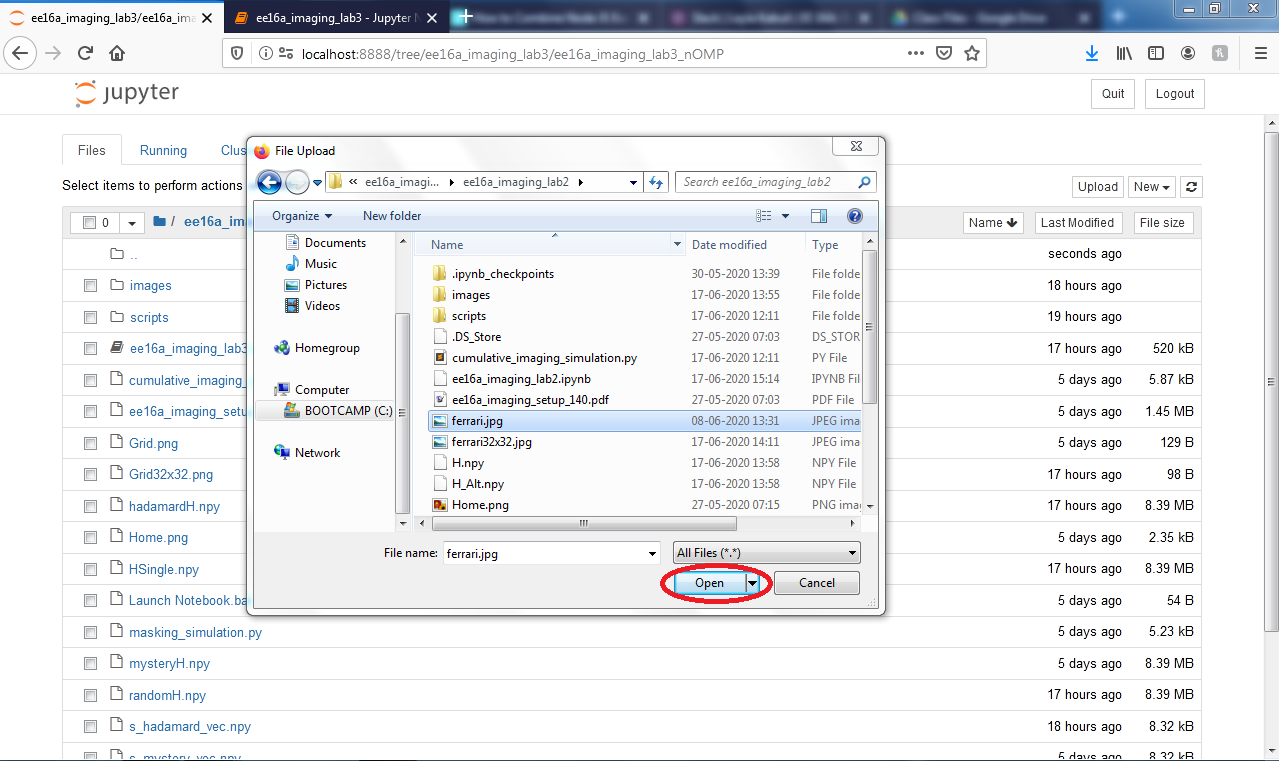 ee16a_imaging_lab3/ee16a_ima
ee16a_imaging_lab3 - Jupyter N
How to Combine Node
Class Files - Google Drive
localhost:8888/tree/ee16a_imaging_lab3/ee16a_imaging_lab3_nOMP
jupyter
Quit
Logout
Files
Running
Clus
Select items to perform actions
Upload
New
0
/ ee16a_im
Name
Last Modified
File size
..
seconds ago
images
18 hours ago
scripts
19 hours ago
ee16a_imaging_lab3
17 hours ago
520 kB
cumulative_imaging_
5 days ago
5.87 kB
ee16a_imaging_setu
5 days ago
1.45 MB
Grid.png
5 days ago
129 B
Grid32x32.png
17 hours ago
98 B
hadamardH.npy
17 hours ago
8.39 MB
Home.png
5 days ago
2.35 kB
HSingle.npy
17 hours ago
8.39 MB
Launch Notebook.ba
5 days ago
54 B
masking_simulation.py
5 days ago
5.23 kB
mysteryH.npy
5 days ago
8.39 MB
randomH.npy
17 hours ago
8.39 MB
s_hadamard_vec.npy
18 hours ago
8.32 kB
s_mystery_vec.npy
5 days ago
8.32 kB
File Upload
« ee16a_imagi... ee16a_imaging_lab2
Search ee16a_imaging_lab2
Organize
New folder
Documents
Music
Pictures
Videos
Homegroup
Computer
BOOTCAMP (C:)
Network
Name
Date modified
Type
.ipynb_checkpoints
30-05-2020 13:39
File folde
images
17-06-2020 13:55
File folde
scripts
17-06-2020 12:11
File folde
.DS_Store
27-05-2020 07:03
DS_STOR
cumulative_imaging_simulation.py
17-06-2020 12:11
PY File
ee16a_imaging_lab2.ipynb
17-06-2020 15:14
IPYNB Fil
ee16a_imaging_setup_140.pdf
27-05-2020 07:03
PDF File
ferrari.jpg
08-06-2020 13:31
JPEG ima
ferrari32x32.jpg
17-06-2020 14:11
JPEG ima
H.npy
17-06-2020 13:58
NPY File
H_Alt.npy
17-06-2020 13:58
NPY File
Home.png
27-05-2020 07:15
PNG imag
File name:
ferrari.jpg
All Files (*.*)
Open
Cancel